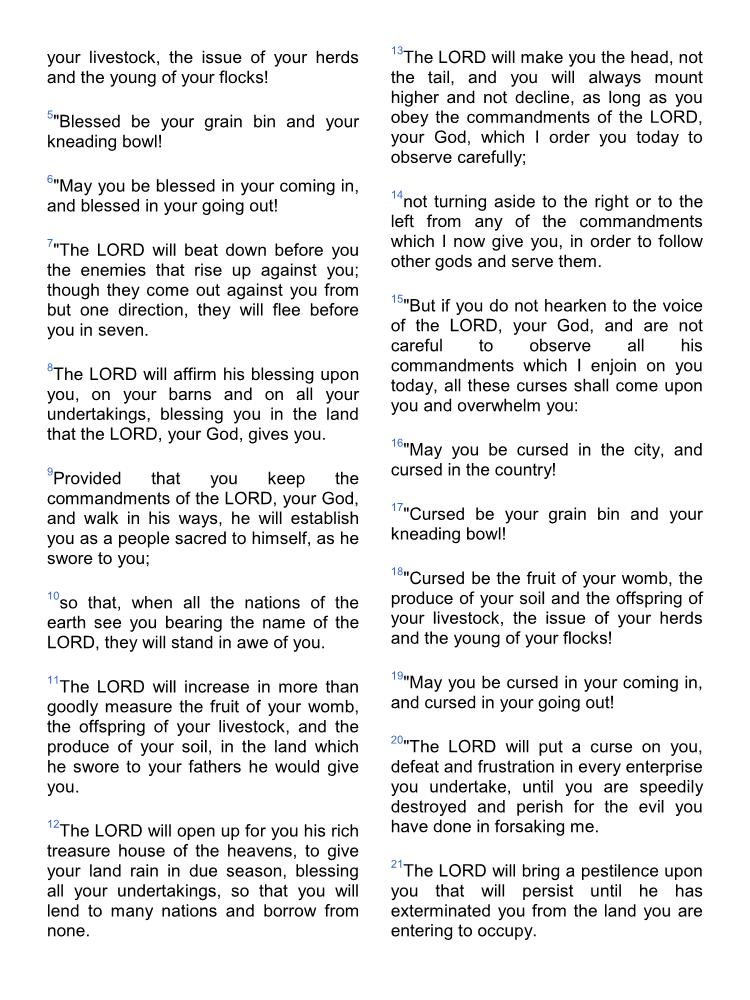 your livestock, the issue of your herds
and the young of your flocks!
5"Blessed be your grain bin and your
kneading bowl!
6"May you be blessed in your coming in,
and blessed in your going out!
7"The LORD will beat down before you
the enemies that rise up against you;
though they come out against you from
but one direction, they will flee before
you in seven.
8The LORD will affirm his blessing upon
you, on your barns and on all your
undertakings, blessing you in the land
that the LORD, your God, gives you.
9Provided that you keep the
commandments of the LORD, your God,
and walk in his ways, he will establish
you as a people sacred to himself, as he
swore to you;
10so that, when all the nations of the
earth see you bearing the name of the
LORD, they will stand in awe of you.
11The LORD will increase in more than
goodly measure the fruit of your womb,
the offspring of your livestock, and the
produce of your soil, in the land which
he swore to your fathers he would give
you.
12The LORD will open up for you his rich
treasure house of the heavens, to give
your land rain in due season, blessing
all your undertakings, so that you will
lend to many nations and borrow from
none.
13The LORD will make you the head, not
the tail, and you will always mount
higher and not decline, as long as you
obey the commandments of the LORD,
your God, which I order you today to
observe carefully;
14not turning aside to the right or to the
left from any of the commandments
which I now give you, in order to follow
other gods and serve them.
15"But if you do not hearken to the voice
of the LORD, your God, and are not
careful to observe all his
commandments which I enjoin on you
today, all these curses shall come upon
you and overwhelm you:
16"May you be cursed in the city, and
cursed in the country!
17"Cursed be your grain bin and your
kneading bowl!
18"Cursed be the fruit of your womb, the
produce of your soil and the offspring of
your livestock, the issue of your herds
and the young of your flocks!
19"May you be cursed in your coming in,
and cursed in your going out!
20"The LORD will put a curse on you,
defeat and frustration in every enterprise
you undertake, until you are speedily
destroyed and perish for the evil you
have done in forsaking me.
21The LORD will bring a pestilence upon
you that will persist until he has
exterminated you from the land you are
entering to occupy.